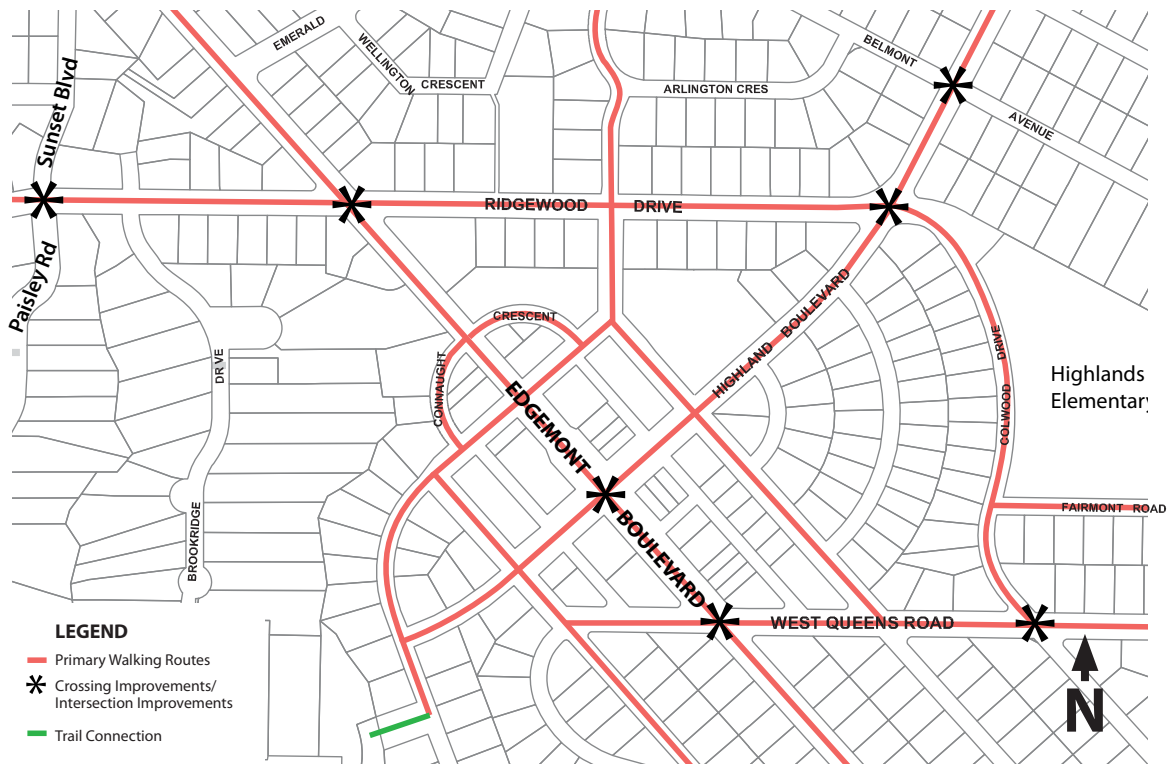 EMERALD
WELLINGTON
CRESCENT
ARLINGTON CRES
BELMONT
AVENUE
Sunset Blvd
RIDGEWOOD DRIVE
Paisley Rd
DRIVE
BROOKRIDGE
CONNAUGHT
CRESCENT
HIGHLAND BOULEVARD
COLWOOD DRIVE
Highlands
Elementary
EDGEMONT
BOULEVARD
FAIRMONT ROAD
WEST QUEENS ROAD
LEGEND
Primary Walking Routes
Crossing Improvements/
Intersection Improvements
Trail Connection
N